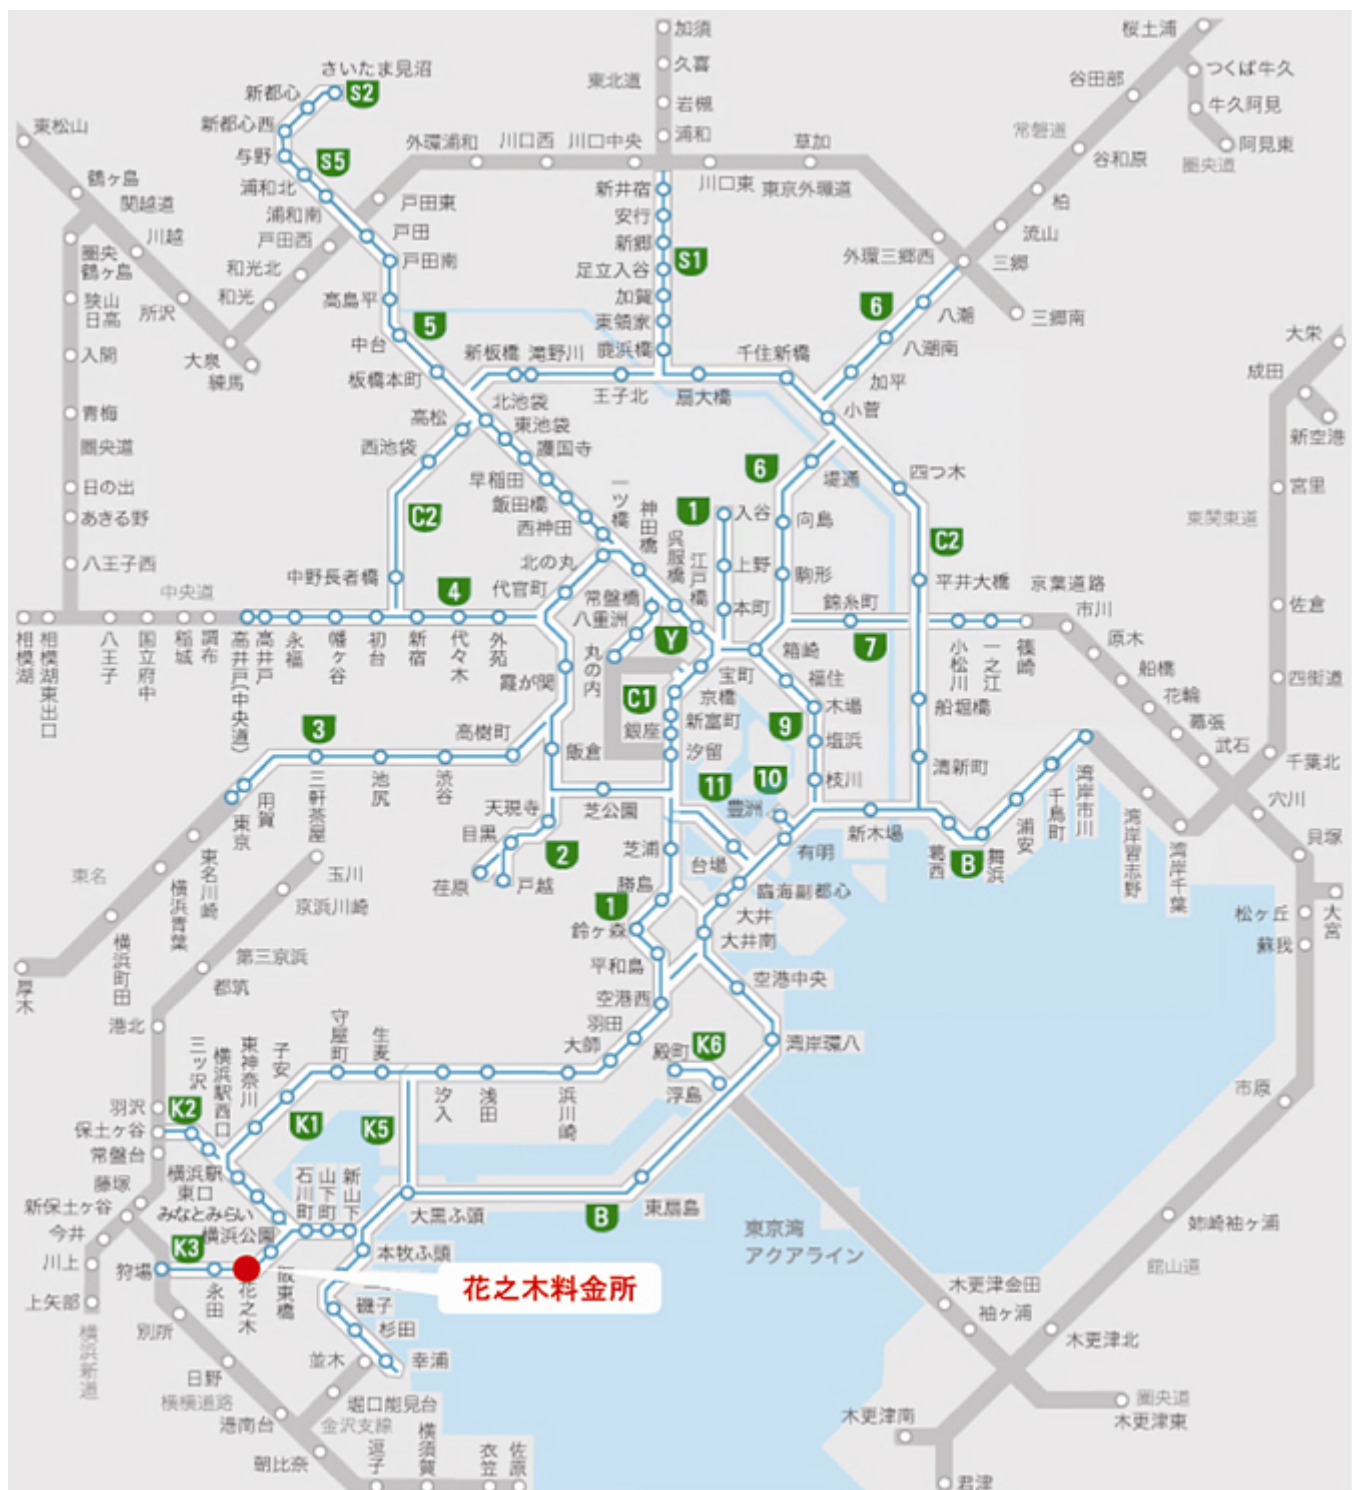 加須
桜土浦
さいたま見沼
東北道
久喜
谷田部
つくば牛久
新都心
S2
岩槻
牛久阿見
東松山
新都心西
外環浦和
川口西
川口中央
浦和
草加
常磐道
阿見東
与野
S5
谷和原
圏央道
鶴ヶ島
関越道
浦和北
戸田東
新井宿
川口東
東京外環道
柏
浦和南
安行
川越
戸田西
戸田
新郷
流山
圏央
鶴ヶ島
和光北
戸田南
足立入谷
S1
外環三郷西
三郷
狭山
日高
所沢
和光
高島平
加賀
6
八潮
三郷南
東領家
入間
大泉
練馬
中台
5
新板橋
滝野川
鹿浜橋
千住新橋
八潮南
大栄
板橋本町
加平
成田
青梅
高松
北池袋
王子北
扇大橋
小菅
新空港
圏央道
西池袋
東池袋
護国寺
6
堤通
四つ木
日の出
早稲田
飯田橋
一ツ橋
神田橋
1
入谷
宮里
あきる野
C2
西神田
呉服橋
江戸橋
向島
東関東道
C2
八王子西
中野長者橋
北の丸
上野
駒形
平井大橋
京葉道路
中央道
4
代官町
常盤橋
本町
錦糸町
市川
佐倉
八重洲
Y
7
原木
相模湖
相模湖東出口
八王子
国立府中
稲城
調布
高井戸(中央道)
高井戸
永福
幡ヶ谷
初台
新宿
代々木
外苑
丸の内
箱崎
小松川
一之江
篠崎
船橋
霞が関
宝町
福住
四街道
C1
京橋
木場
船堀橋
花輪
3
高樹町
銀座
新富町
9
塩浜
幕張
飯倉
汐留
清新町
武石
千葉北
用賀
三軒茶屋
池尻
渋谷
11
10
枝川
東京
天現寺
芝公園
豊洲
新木場
千鳥町
湾岸市川
穴川
東名川崎
目黒
2
芝浦
台場
有明
葛西
B
舞浜
浦安
湾岸習志野
湾岸千葉
貝塚
東名
横浜青葉
玉川
荏原
戸越
勝島
臨海副都心
京浜川崎
1
大井
松ヶ丘
大宮
横浜町田
鈴ヶ森
大井南
蘇我
厚木
第三京浜
平和島
空港中央
都筑
空港西
港北
守屋町
生麦
羽田
三ツ沢
横浜駅西口
東神奈川
子安
大師
殿町
K6
湾岸環八
羽沢
K2
汐入
浅田
浜川崎
浮島
市原
保土ヶ谷
K1
K5
常盤台
藤塚
横浜駅
東口
石川町
山下町
新山下
新保土ヶ谷
みなとみらい
大黒ふ頭
東扇島
姉崎袖ヶ浦
今井
K3
横浜公園
B
東京湾
アクアライン
川上
狩場
本牧ふ頭
館山道
上矢部
永田
花之木
阪東橋
花之木料金所
木更津金田
別所
磯子
袖ヶ浦
横浜新道
杉田
木更津北
日野
並木
幸浦
横横道路
堀口能見台
圏央道
港南台
金沢支線
木更津南
木更津東
朝比奈
逗子
横須賀
衣笠
佐原
君津